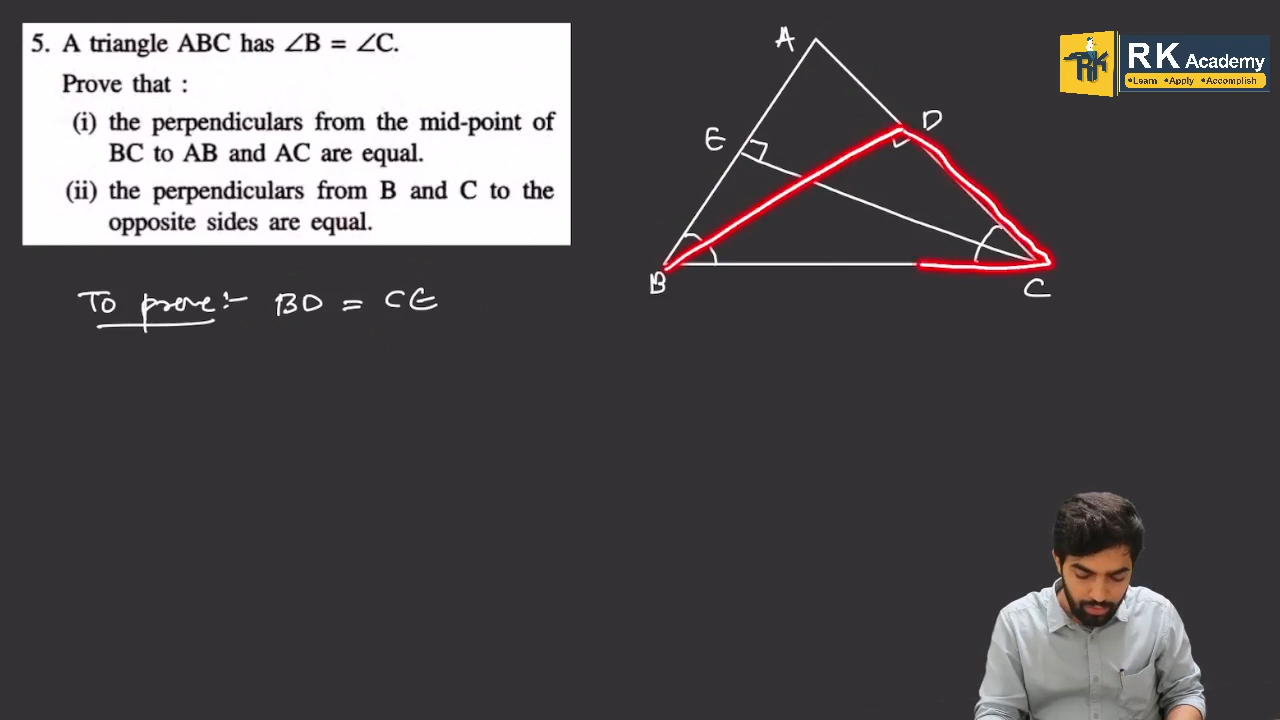 5. A triangle ABC has ∠B = ∠C.
Prove that :
(i) the perpendiculars from the mid-point of
BC to AB and AC are equal.
(ii) the perpendiculars from B and C to the
opposite sides are equal.
To prove :- BD = CE
A
E
D
B
C
RK
RK Academy
•Learn •Apply •Accomplish